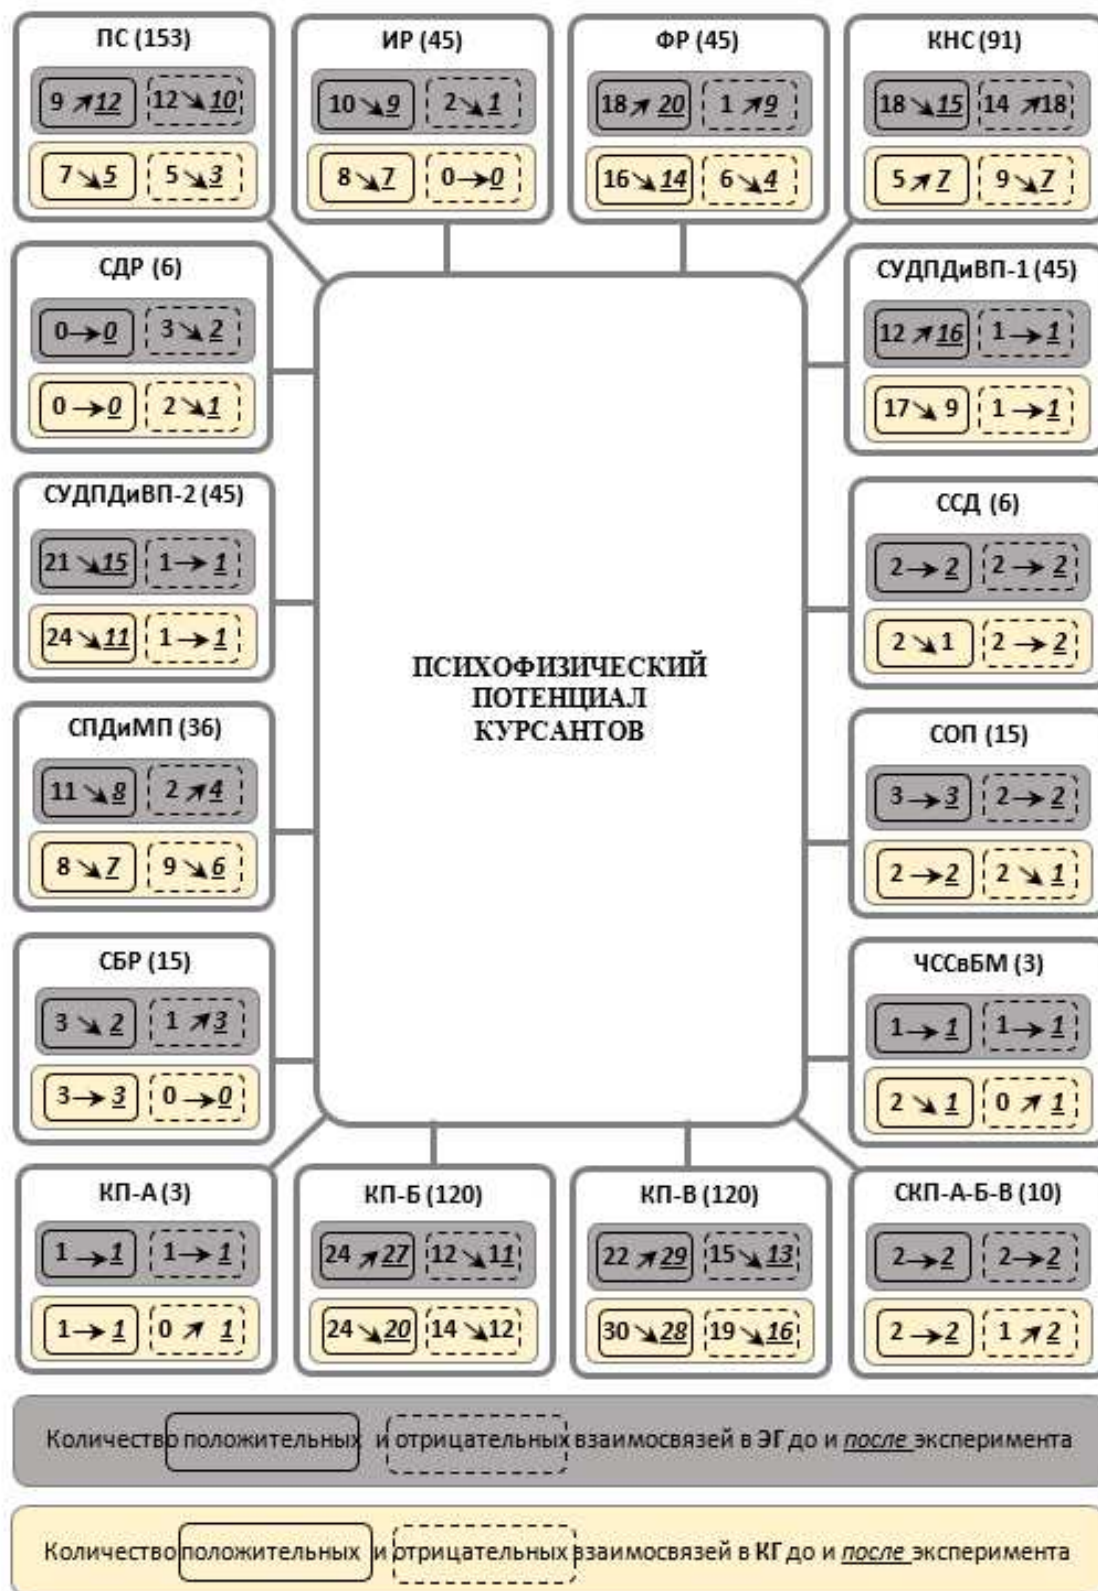 ПС (153)
9 ↗ 12 12 ↘ 10
7 ↘ 5 5 ↘ 3
ИР (45)
10 ↘ 9 2 ↘ 1
8 ↘ 7 0 → 0
ФР (45)
18 ↗ 20 1 ↗ 9
16 ↘ 14 6 ↘ 4
КНС (91)
18 ↘ 15 14 ↗ 18
5 ↗ 7 9 ↘ 7
СДР (6)
0 → 0 3 ↘ 2
0 → 0 2 ↘ 1
СУДПДиВП-1 (45)
12 ↗ 16 1 → 1
17 ↘ 9 1 → 1
СУДПДиВП-2 (45)
21 ↘ 15 1 → 1
24 ↘ 11 1 → 1
ССД (6)
2 → 2 2 → 2
2 ↘ 1 2 → 2
ПСИХОФИЗИЧЕСКИЙ
ПОТЕНЦИАЛ
КУРСАНТОВ
СПДиМП (36)
11 ↘ 8 2 ↗ 4
8 ↘ 7 9 ↘ 6
СОП (15)
3 → 3 2 → 2
2 → 2 2 ↘ 1
СБР (15)
3 ↘ 2 1 ↗ 3
3 → 3 0 → 0
ЧССвБМ (3)
1 → 1 1 → 1
2 ↘ 1 0 ↗ 1
КП-А (3)
1 → 1 1 → 1
1 → 1 0 ↗ 1
КП-Б (120)
24 ↗ 27 12 ↘ 11
24 ↘ 20 14 ↘ 12
КП-В (120)
22 ↗ 29 15 ↘ 13
30 ↘ 28 19 ↘ 16
СКП-А-Б-В (10)
2 → 2 2 → 2
2 → 2 1 ↗ 2
Количество положительных и отрицательных взаимосвязей в ЭГ до и после эксперимента
Количество положительных и отрицательных взаимосвязей в КГ до и после эксперимента